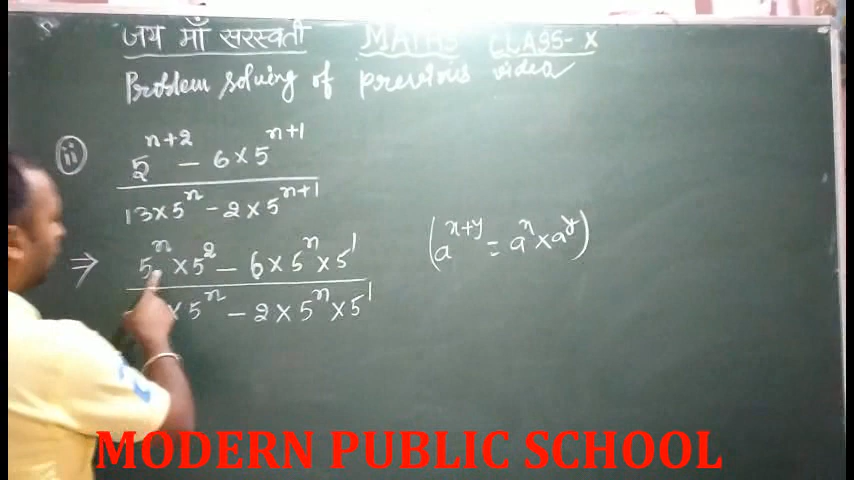 जय माँ सरस्वती MATHS CLASS-X
Problem solving of previous video
(ii) 5^{n+2} - 6×5^{n+1}
13×5^n - 2×5^{n+1}
⇒ 5^n×5^2 - 6×5^n×5^1 (a^{x+y} = a^x×a^y)
×5^n - 2×5^n×5^1
MODERN PUBLIC SCHOOL